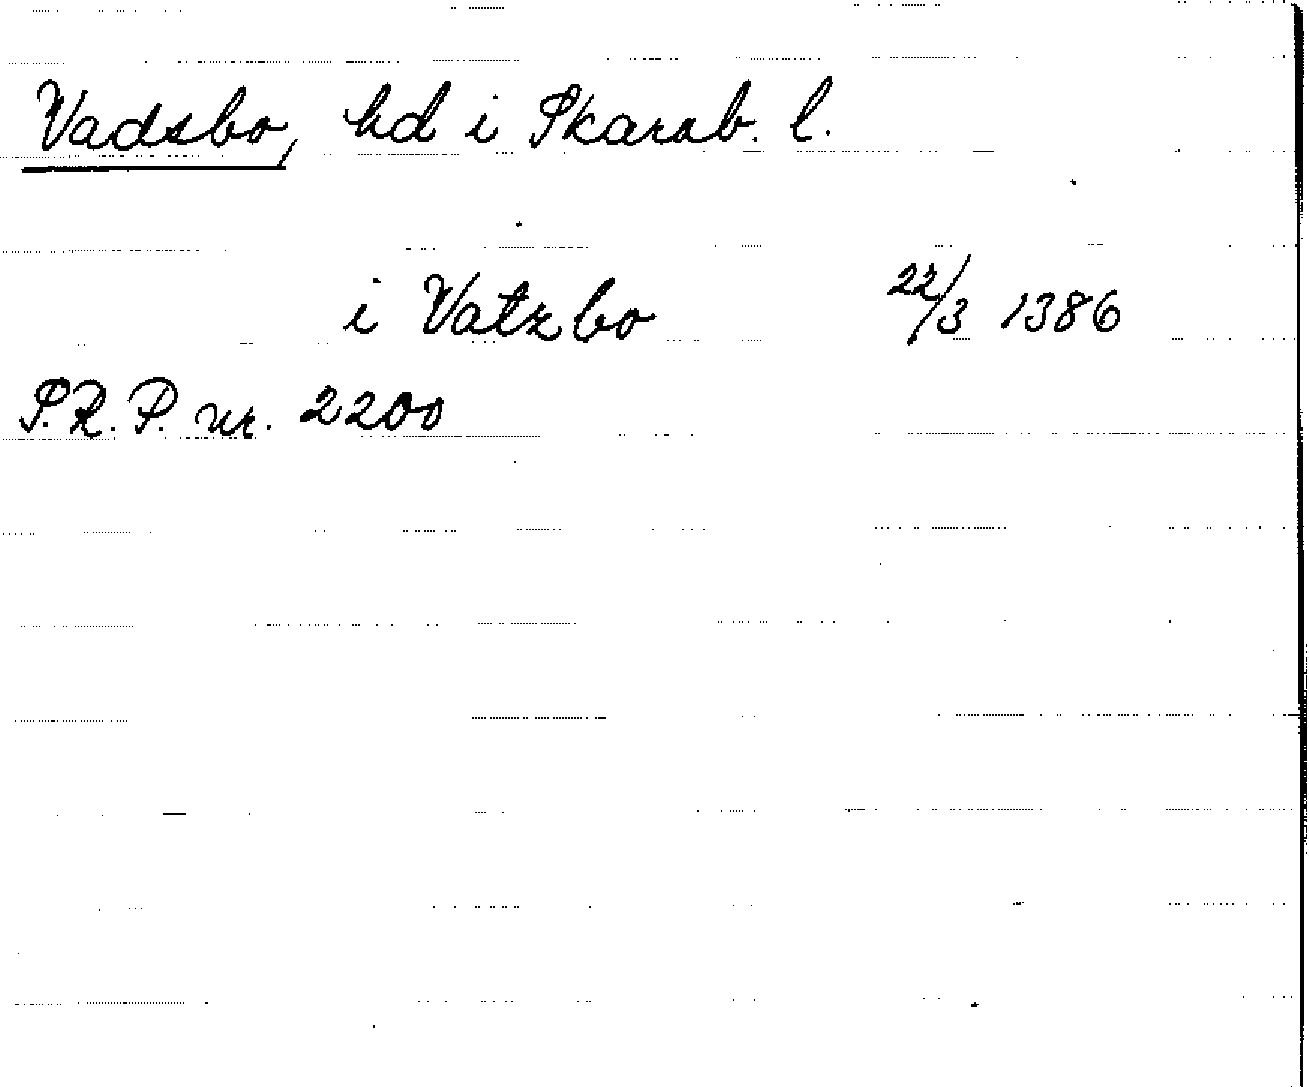 Vadsbo, hd i Skarab. l.
i Vatzbo 22/3 1386
S.R.P. nr. 2200